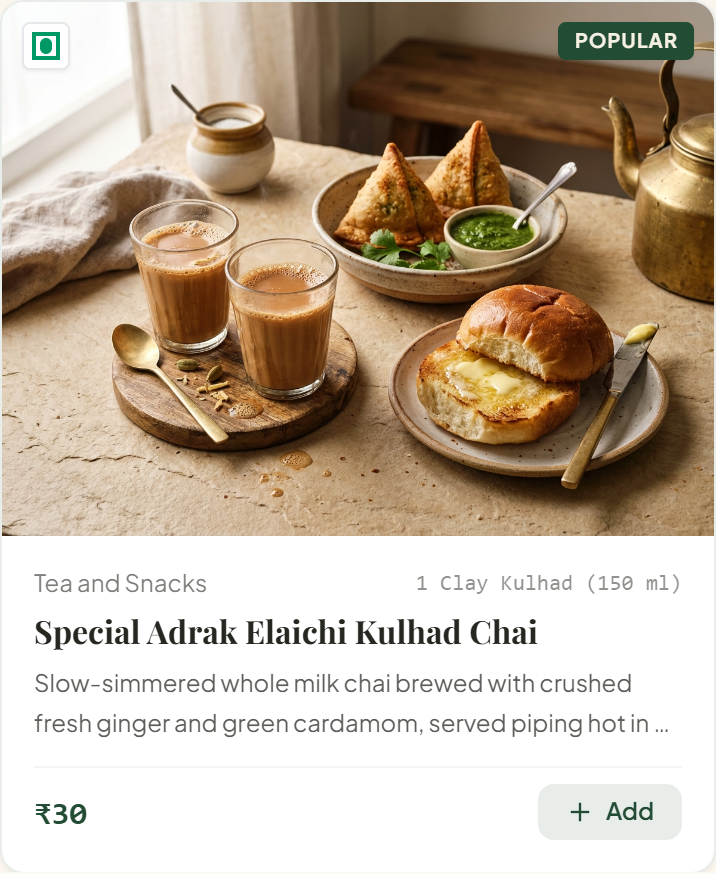 POPULAR
Tea and Snacks
1 Clay Kulhad (150 ml)
Special Adrak Elaichi Kulhad Chai
Slow-simmered whole milk chai brewed with crushed
fresh ginger and green cardamom, served piping hot in ...
₹30
+ Add